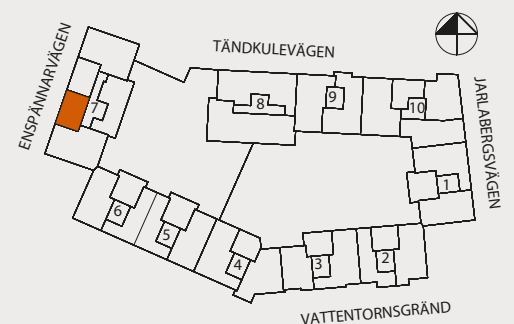 TÄNDKULEVÄGEN
ENSPÄNNARVÄGEN
JARLABERGSVÄGEN
7
8
9
10
1
6
5
4
3
2
VATTENTORNSGRÄND